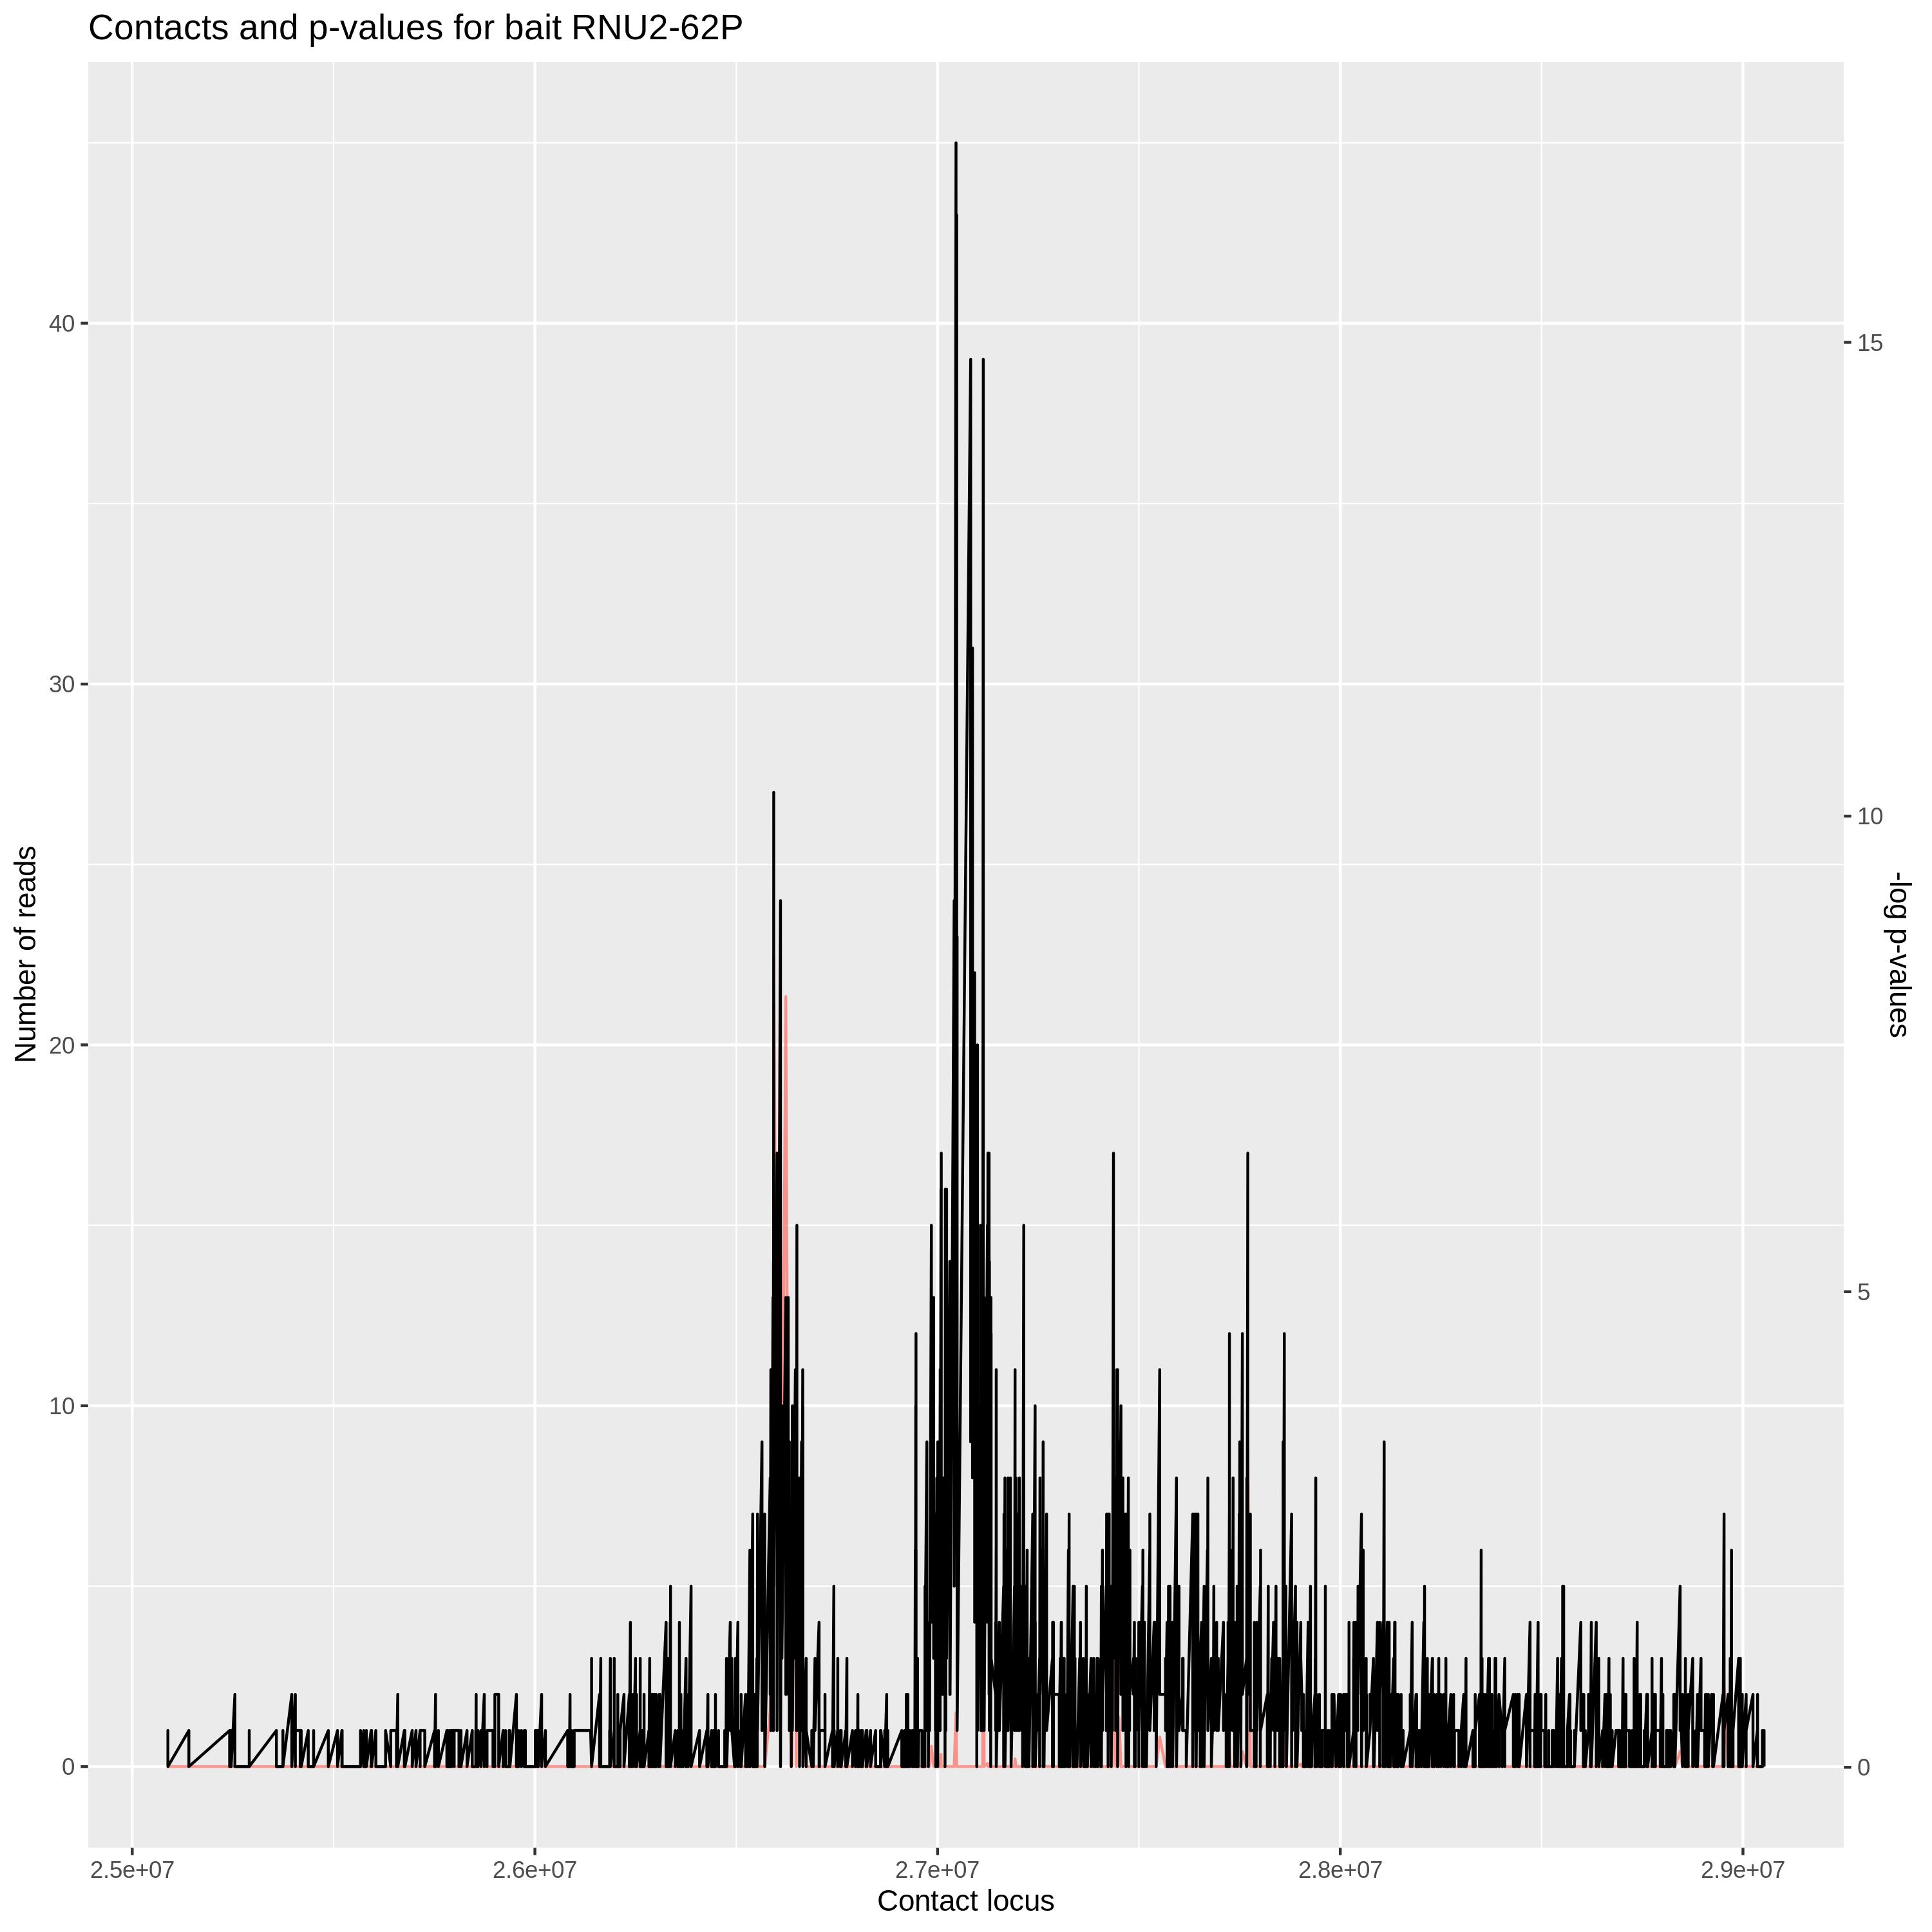 Contacts and p-values for bait RNU2-62P
40
30
20
10
0
Number of reads
15
10
5
0
-log p-values
2.5e+07 2.6e+07 2.7e+07 2.8e+07 2.9e+07
Contact locus